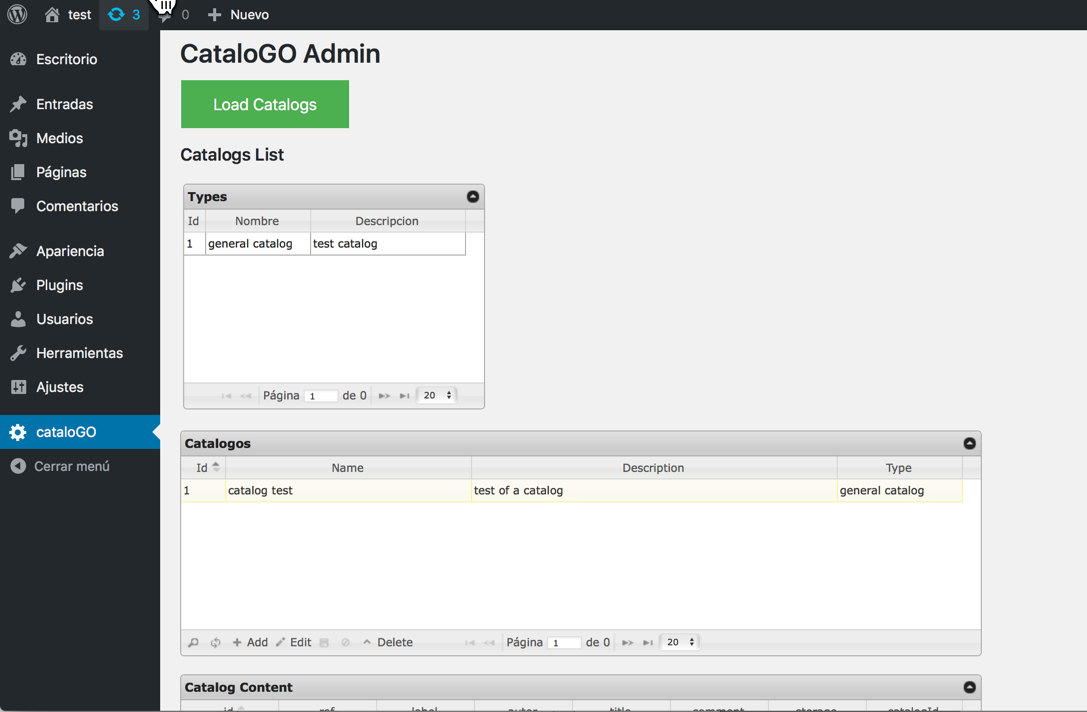 test 3 0 Nuevo
Escritorio
Entradas
Medios
Páginas
Comentarios
Apariencia
Plugins
Usuarios
Herramientas
Ajustes
cataloGO
Cerrar menú
CataloGO Admin
Load Catalogs
Catalogs List
Types
Id Nombre Descripcion
1 general catalog test catalog
Página 1 de 0 20
Catalogos
Id Name Description Type
1 catalog test test of a catalog general catalog
Add Edit Delete Página 1 de 0 20
Catalog Content
id ref label autor title comment storage catalogId